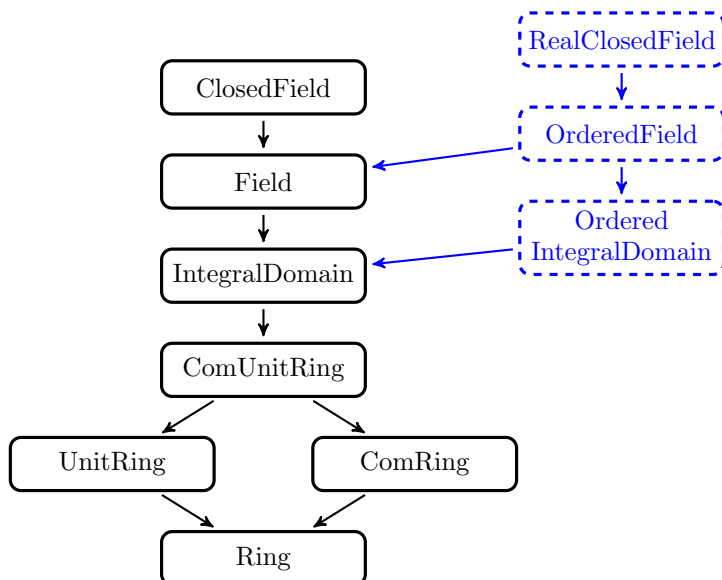 RealClosedField
ClosedField
OrderedField
Field
Ordered
IntegralDomain
IntegralDomain
ComUnitRing
UnitRing
ComRing
Ring